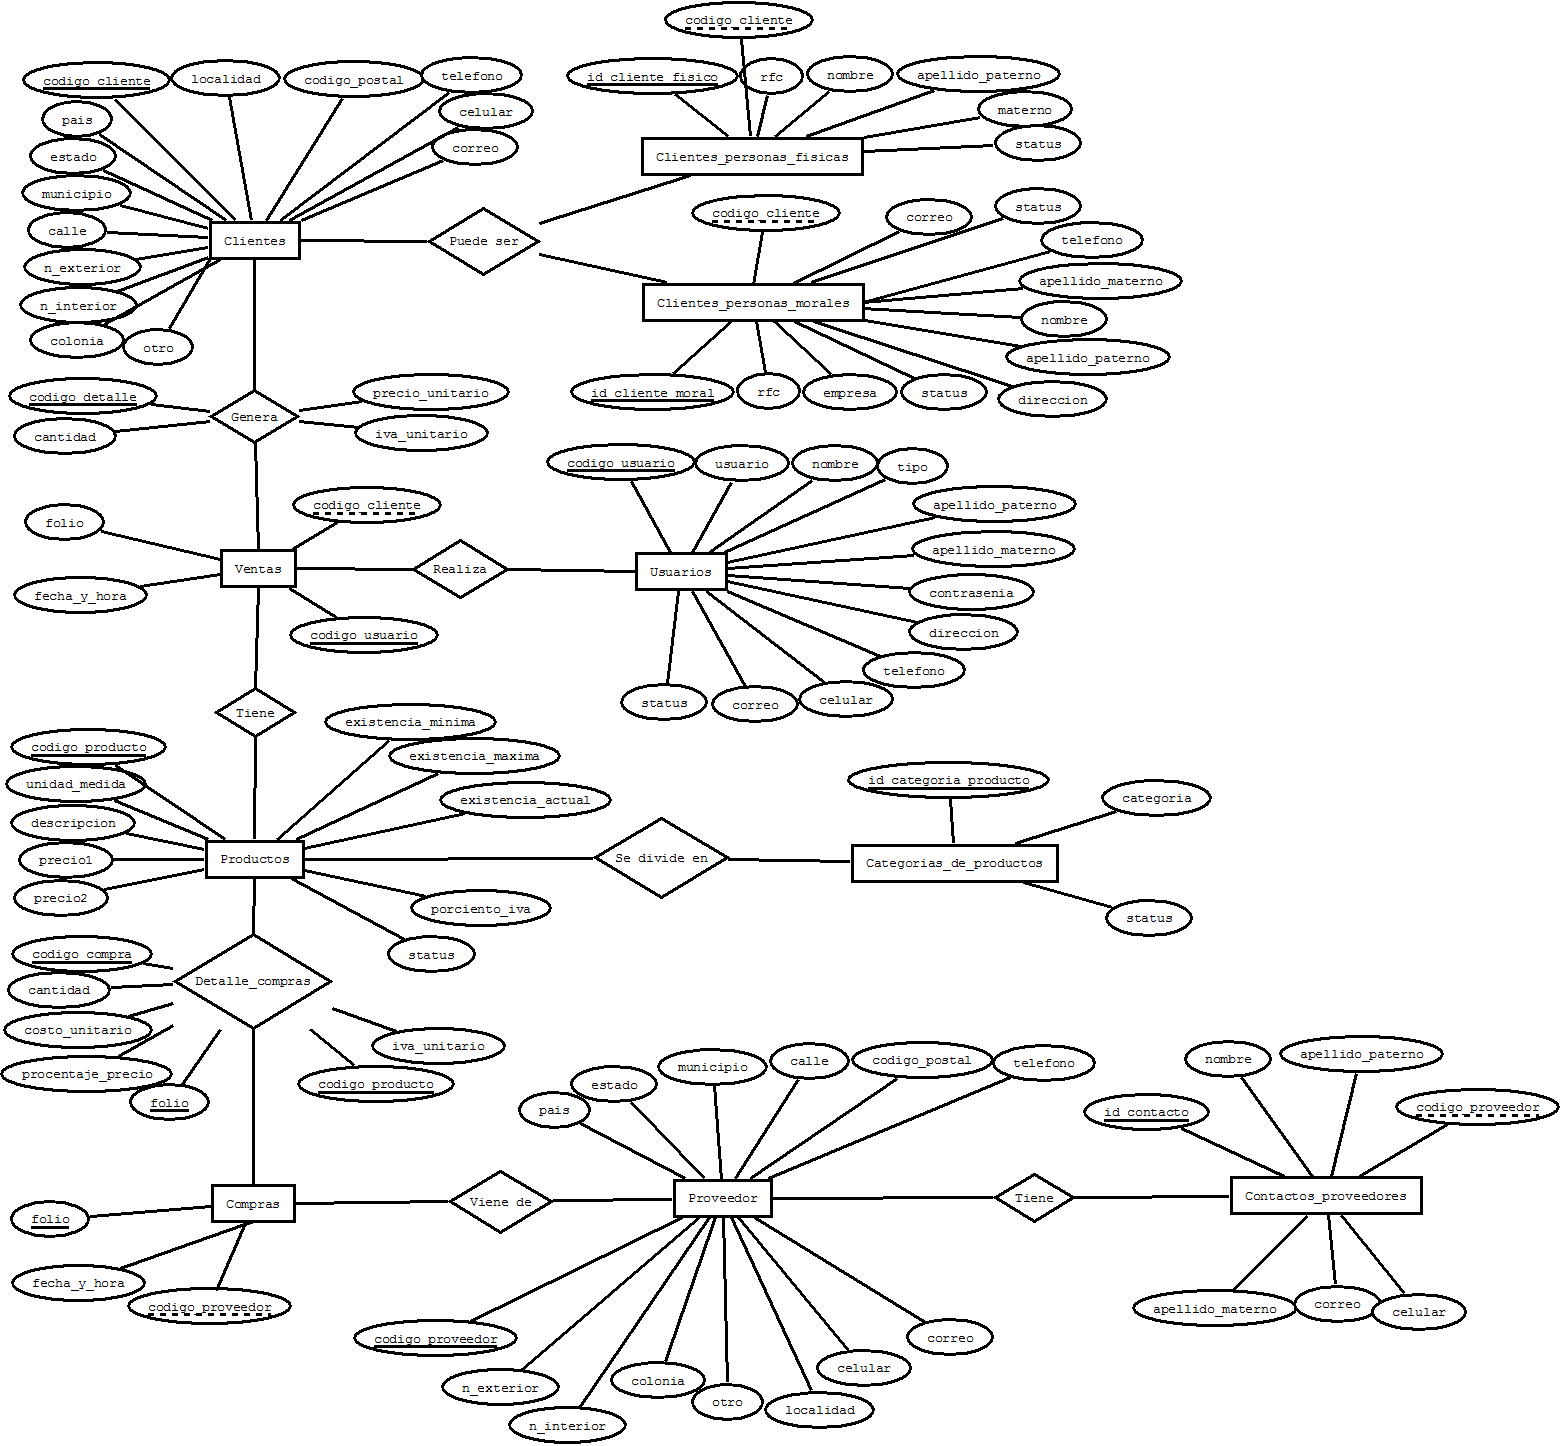 codigo_cliente
codigo_cliente
localidad
codigo_postal
telefono
id_cliente_fisico
rfc
nombre
apellido_paterno
pais
celular
materno
estado
correo
Clientes_personas_fisicas
status
municipio
calle
Clientes
Puede ser
codigo_cliente
correo
status
telefono
n_exterior
apellido_materno
n_interior
Clientes_personas_morales
nombre
colonia
otro
apellido_paterno
codigo_detalle
precio_unitario
id_cliente_moral
rfc
empresa
status
direccion
cantidad
Genera
iva_unitario
codigo_usuario
usuario
nombre
tipo
folio
codigo_cliente
apellido_paterno
apellido_materno
Ventas
Realiza
Usuarios
fecha_y_hora
contrasenia
codigo_usuario
direccion
telefono
status
correo
celular
Tiene
existencia_minima
codigo_producto
existencia_maxima
unidad_medida
existencia_actual
id_categoria_producto
categoria
descripcion
precio1
Productos
Se divide en
Categorias_de_productos
precio2
porciento_iva
status
status
codigo_compra
cantidad
Detalle_compras
costo_unitario
iva_unitario
procentaje_precio
codigo_producto
folio
pais
estado
municipio
calle
codigo_postal
telefono
nombre
apellido_paterno
id_contacto
codigo_proveedor
folio
Compras
Viene de
Proveedor
Tiene
Contactos_proveedores
fecha_y_hora
codigo_proveedor
codigo_proveedor
n_exterior
n_interior
colonia
otro
localidad
celular
correo
apellido_materno
correo
celular